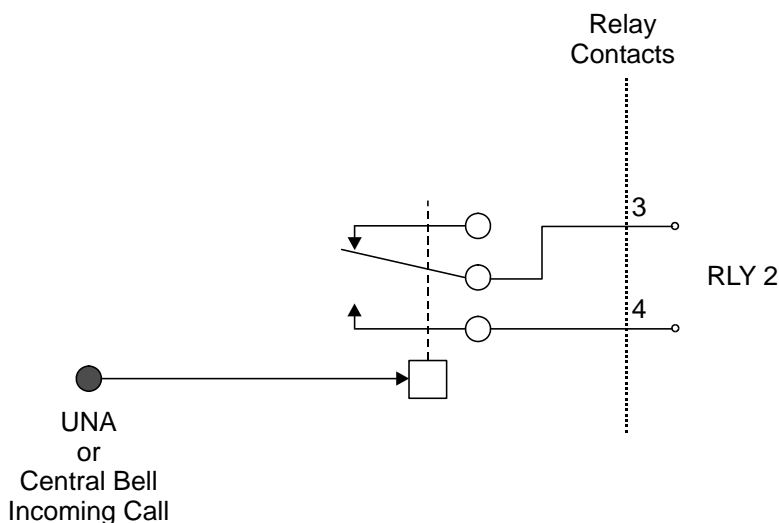 Relay
Contacts
3
RLY 2
4
UNA
or
Central Bell
Incoming Call